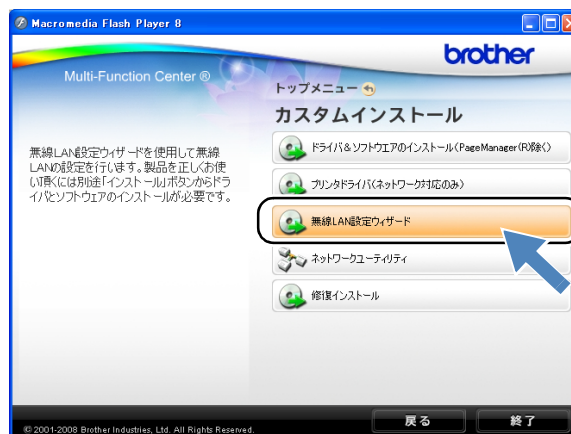 Macromedia Flash Player 8
brother
Multi-Function Center ®
トップメニュー
カスタムインストール
無線LAN設定ウィザードを使用して無線
LANの設定を行います。製品を正しくお使
い頂くには別途「インストール」ボタンからドラ
イバとソフトウェアのインストールが必要です。
ドライバ&ソフトウエアのインストール(PageManager(R)除く)
プリンタドライバ(ネットワーク対応のみ)
無線LAN設定ウィザード
ネットワークユーティリティ
修復インストール
© 2001-2008 Brother Industries, Ltd. All Rights Reserved.
戻る
終了